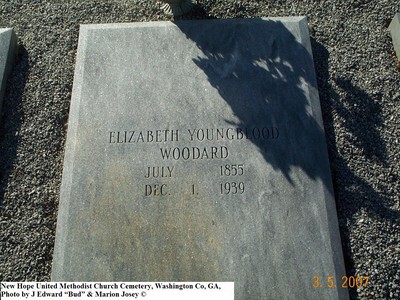 ELIZABETH YOUNGBLOOD
WOODARD
JULY 1855
DEC. 1, 1939
3. 5. 2007
New Hope United Methodist Church Cemetery, Washington Co, GA,
Photo by J Edward “Bud” & Marion Josey ©